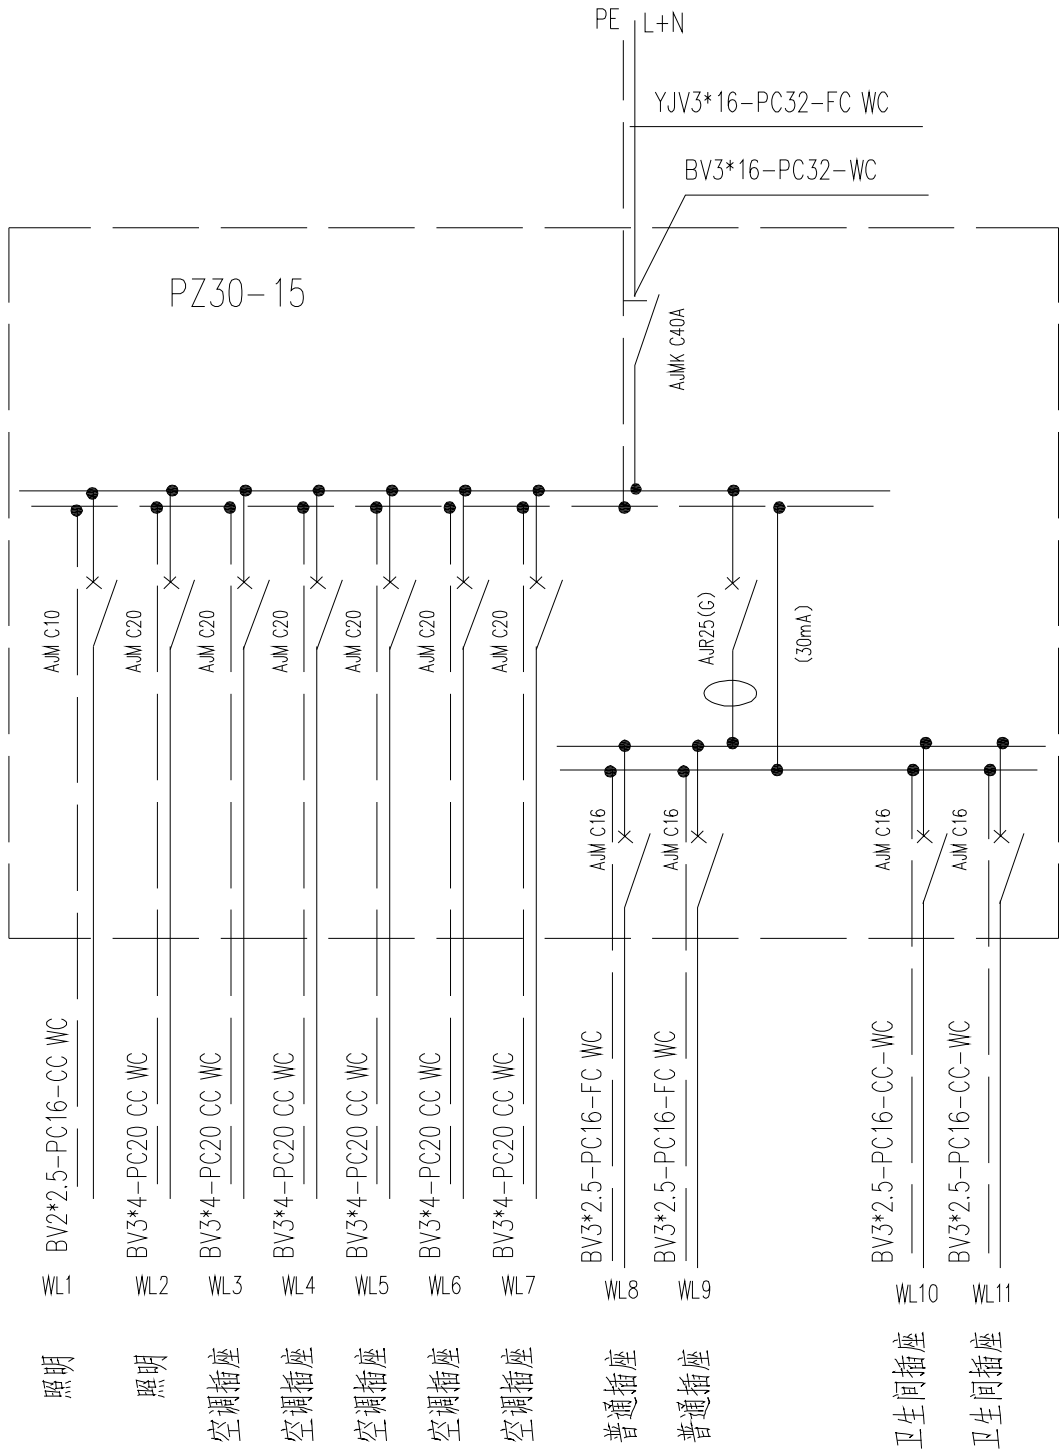 PE L+N
YJV3*16-PC32-FC WC
BV3*16-PC32-WC
PZ30-15
AJMK C40A
AJM C10
AJM C20
AJM C20
AJM C20
AJM C20
AJM C20
AJM C20
AJR25(G)
(30mA)
AJM C16
AJM C16
AJM C16
AJM C16
BV2*2.5-PC16-CC WC
BV3*4-PC20 CC WC
BV3*4-PC20 CC WC
BV3*4-PC20 CC WC
BV3*4-PC20 CC WC
BV3*4-PC20 CC WC
BV3*4-PC20 CC WC
BV3*2.5-PC16-FC WC
BV3*2.5-PC16-FC WC
BV3*2.5-PC16-CC-WC
BV3*2.5-PC16-CC-WC
WL1 WL2 WL3 WL4 WL5 WL6 WL7 WL8 WL9 WL10 WL11
照明
照明
空调插座
空调插座
空调插座
空调插座
空调插座
普通插座
普通插座
卫生间插座
卫生间插座